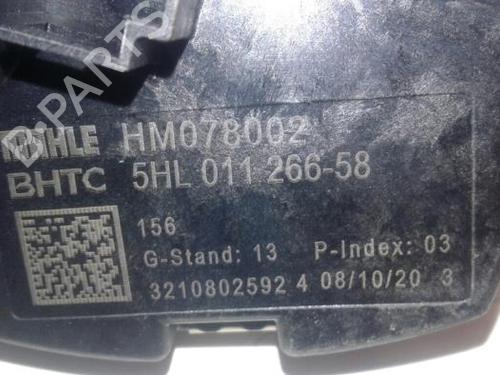 B-PARTS
MAHLE HM078002
BHTC 5HL 011 266-58
156
G-Stand: 13 P-Index: 03
3210802592 4 08/10/20 3